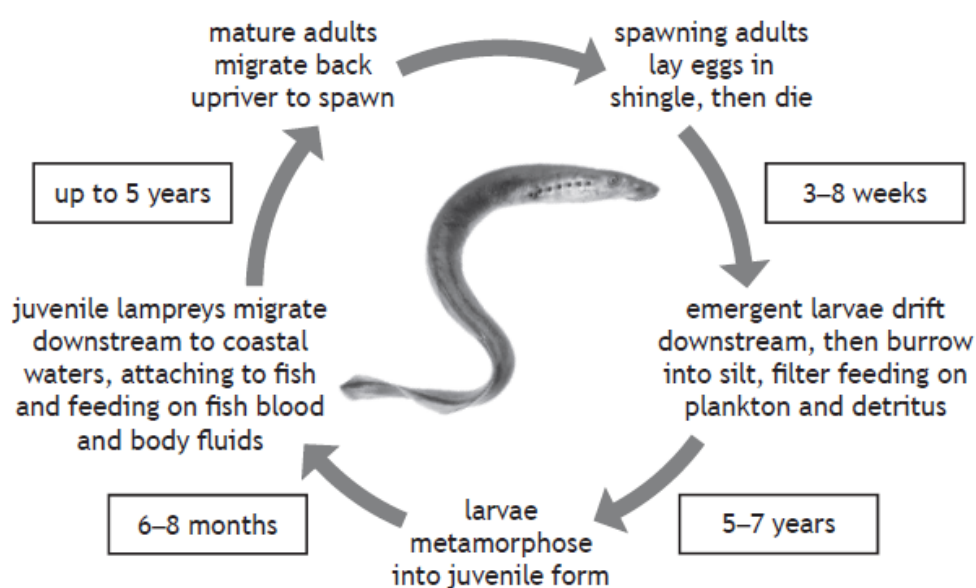 mature adults
migrate back
upriver to spawn
spawning adults
lay eggs in
shingle, then die
3–8 weeks
emergent larvae drift
downstream, then burrow
into silt, filter feeding on
plankton and detritus
5–7 years
larvae
metamorphose
into juvenile form
6–8 months
juvenile lampreys migrate
downstream to coastal
waters, attaching to fish
and feeding on fish blood
and body fluids
up to 5 years